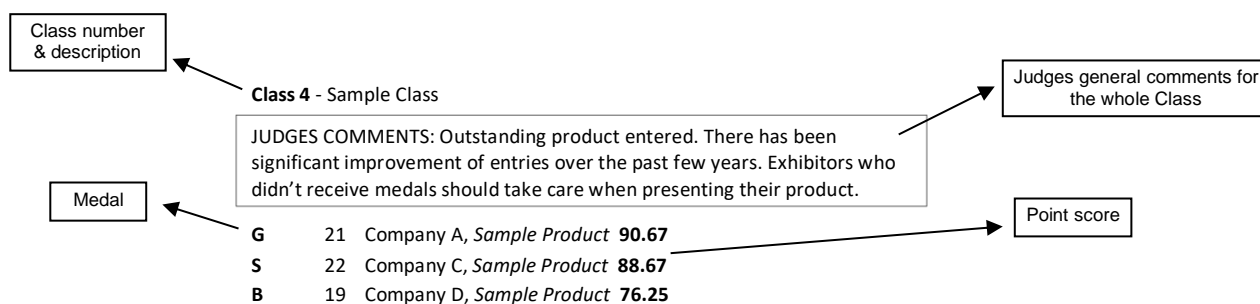 Class number
& description
Class 4 - Sample Class
Judges general comments for
the whole Class
JUDGES COMMENTS: Outstanding product entered. There has been
significant improvement of entries over the past few years. Exhibitors who
didn't receive medals should take care when presenting their product.
Medal
Point score
G 21 Company A, Sample Product 90.67
S 22 Company C, Sample Product 88.67
B 19 Company D, Sample Product 76.25